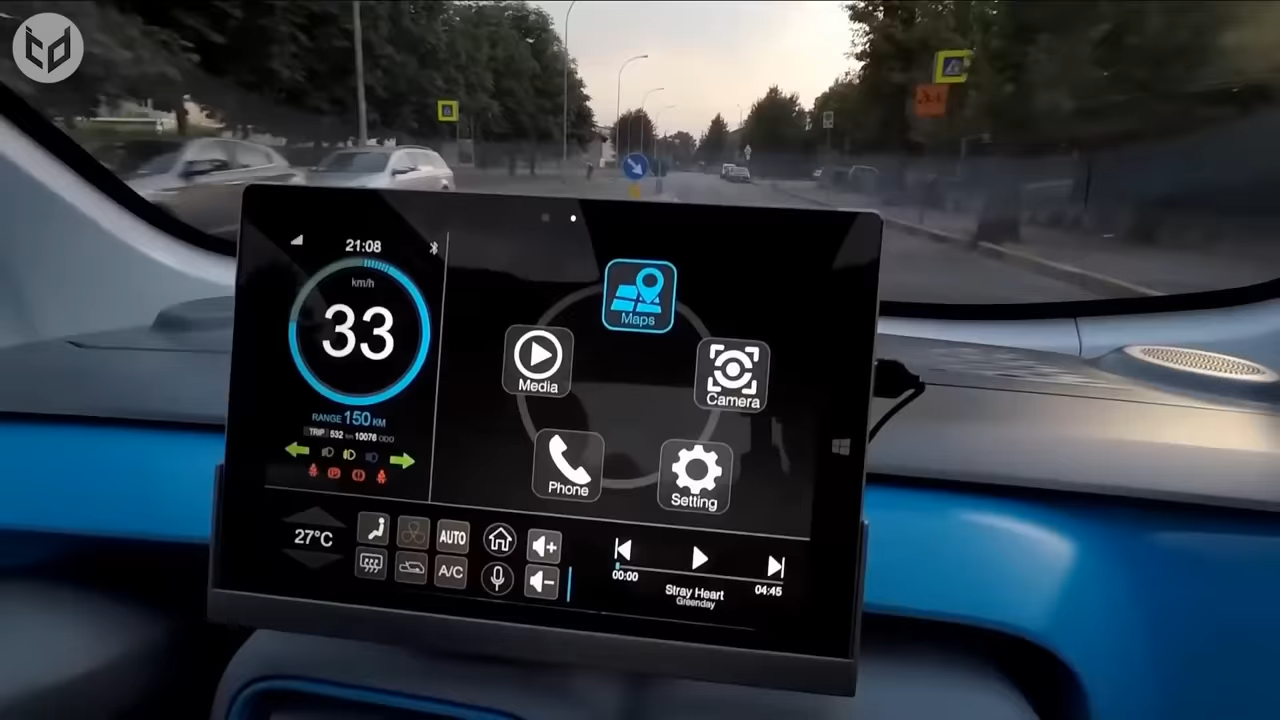 21:08
km/h
33
RANGE 150 KM
TRIP 532 km 10076 ODO
Maps
Media
Camera
Phone
Setting
27°C
AUTO
A/C
00:00
04:45
Stray Heart
Greenday